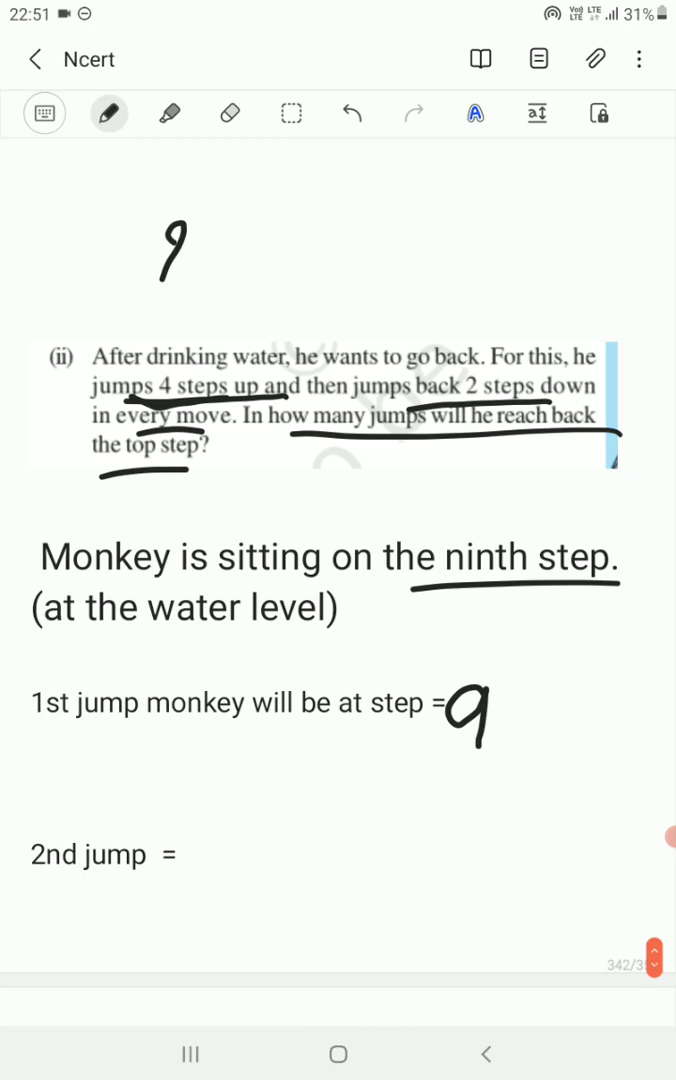 22:51
Vo)) LTE LTE 31%
Ncert
A
a
9
(ii) After drinking water, he wants to go back. For this, he
jumps 4 steps up and then jumps back 2 steps down
in every move. In how many jumps will he reach back
the top step?
Monkey is sitting on the ninth step.
(at the water level)
1st jump monkey will be at step = 9
2nd jump =